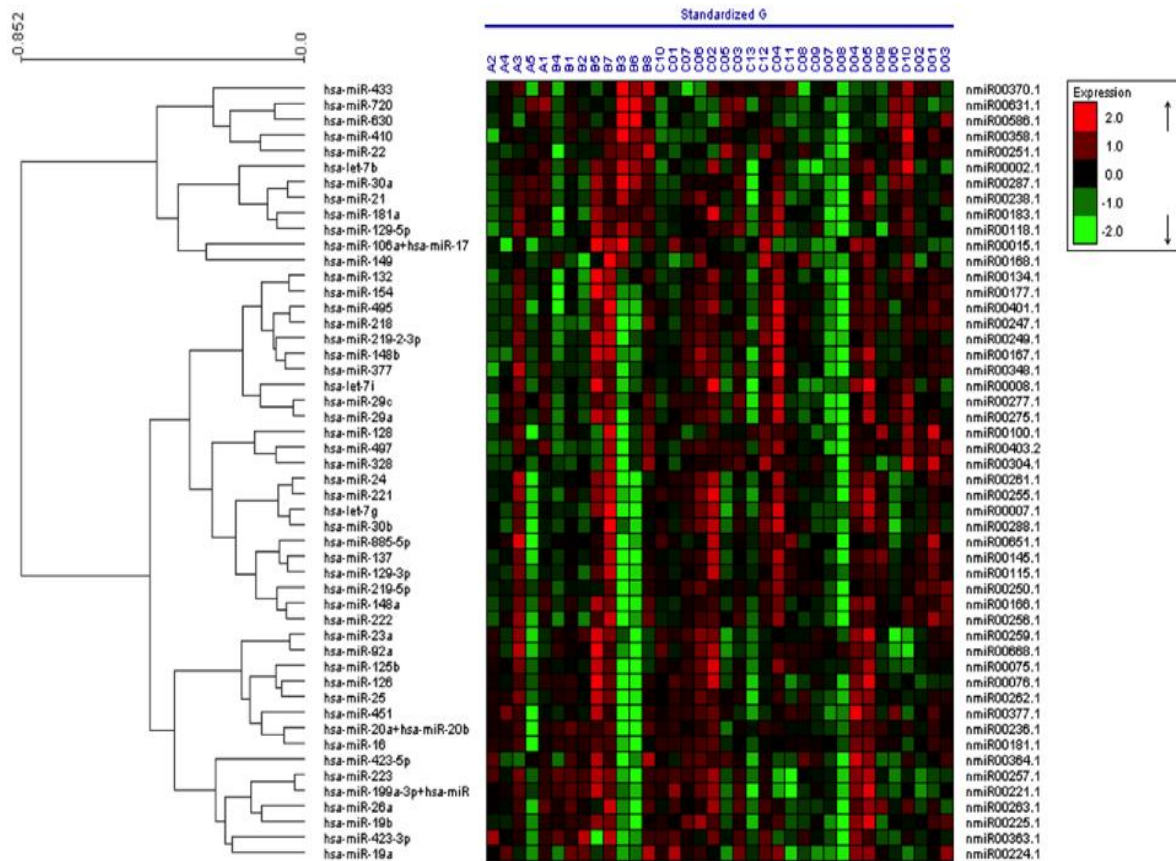 Standardized G
-0.852
0.0
A2 A4 A3 A5 A1 B4 B1 B2 B5 B7 B3 B6 B8 C10 C01 C07 C06 C02 C05 C03 C13 C12 C04 C11 C08 C09 D07 D08 D04 D05 D09 D06 D10 D02 D01 D03
hsa-miR-433 nmiR00370.1
hsa-miR-720 nmiR00631.1
hsa-miR-630 nmiR00586.1
hsa-miR-410 nmiR00358.1
hsa-miR-22 nmiR00251.1
hsa-let-7b nmiR00002.1
hsa-miR-30a nmiR00287.1
hsa-miR-21 nmiR00238.1
hsa-miR-181a nmiR00183.1
hsa-miR-129-5p nmiR00118.1
hsa-miR-106a+hsa-miR-17 nmiR00015.1
hsa-miR-149 nmiR00168.1
hsa-miR-132 nmiR00134.1
hsa-miR-154 nmiR00177.1
hsa-miR-495 nmiR00401.1
hsa-miR-218 nmiR00247.1
hsa-miR-219-2-3p nmiR00249.1
hsa-miR-148b nmiR00167.1
hsa-miR-377 nmiR00348.1
hsa-let-7i nmiR00008.1
hsa-miR-29c nmiR00277.1
hsa-miR-29a nmiR00275.1
hsa-miR-128 nmiR00100.1
hsa-miR-497 nmiR00403.2
hsa-miR-328 nmiR00304.1
hsa-miR-24 nmiR00261.1
hsa-miR-221 nmiR00255.1
hsa-let-7g nmiR00007.1
hsa-miR-30b nmiR00288.1
hsa-miR-885-5p nmiR00651.1
hsa-miR-137 nmiR00145.1
hsa-miR-129-3p nmiR00115.1
hsa-miR-219-5p nmiR00250.1
hsa-miR-148a nmiR00166.1
hsa-miR-222 nmiR00256.1
hsa-miR-23a nmiR00259.1
hsa-miR-92a nmiR00668.1
hsa-miR-125b nmiR00075.1
hsa-miR-126 nmiR00076.1
hsa-miR-25 nmiR00262.1
hsa-miR-451 nmiR00377.1
hsa-miR-20a+hsa-miR-20b nmiR00236.1
hsa-miR-16 nmiR00181.1
hsa-miR-423-5p nmiR00364.1
hsa-miR-223 nmiR00257.1
hsa-miR-199a-3p+hsa-miR nmiR00221.1
hsa-miR-26a nmiR00263.1
hsa-miR-19b nmiR00225.1
hsa-miR-423-3p nmiR00363.1
hsa-miR-19a nmiR00224.1
Expression
2.0
1.0
0.0
-1.0
-2.0